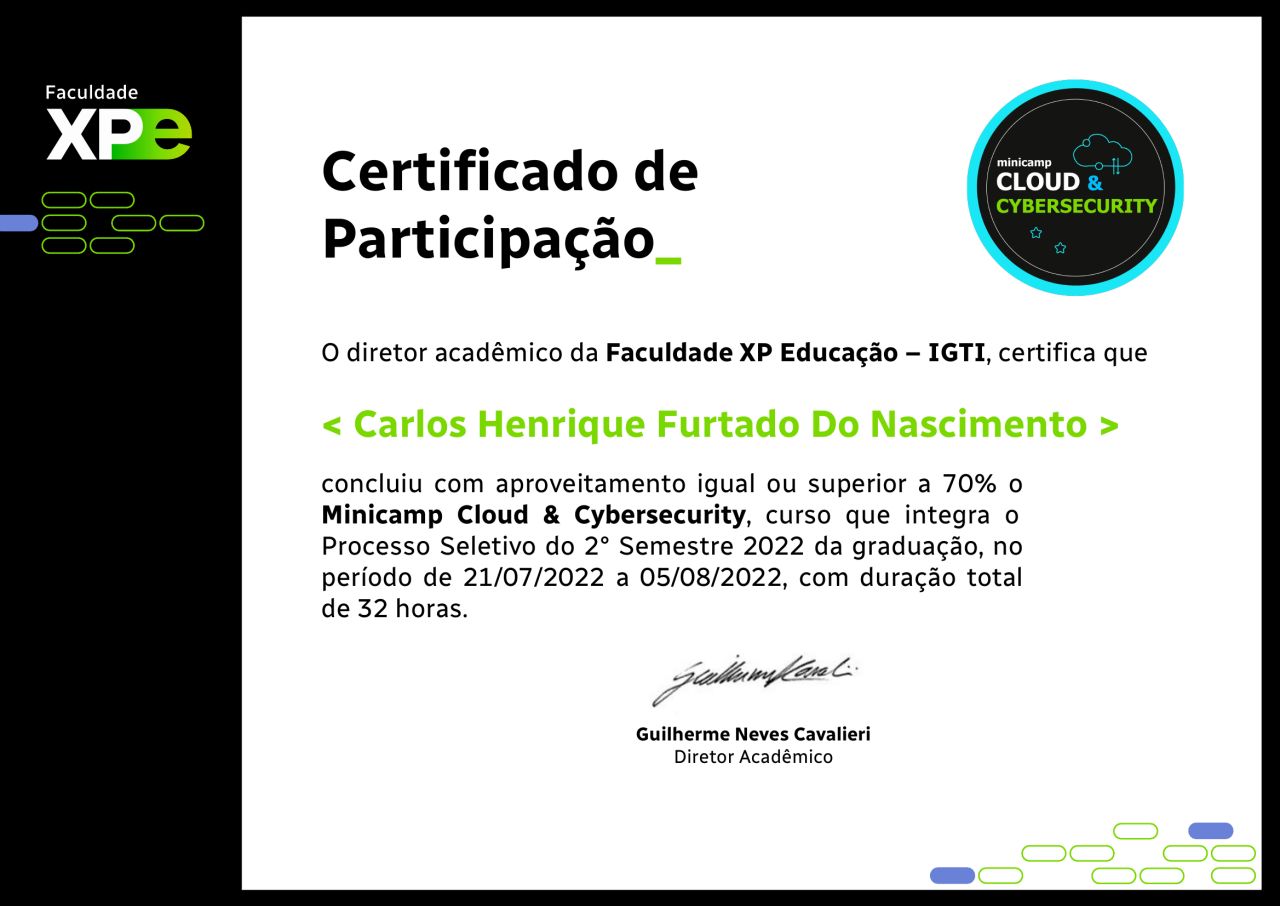 Faculdade
XPe
minicamp
CLOUD &
CYBERSECURITY
Certificado de
Participação_
O diretor acadêmico da Faculdade XP Educação – IGTI, certifica que
< Carlos Henrique Furtado Do Nascimento >
concluiu com aproveitamento igual ou superior a 70% o
Minicamp Cloud & Cybersecurity, curso que integra o
Processo Seletivo do 2° Semestre 2022 da graduação, no
período de 21/07/2022 a 05/08/2022, com duração total
de 32 horas.
Guilherme Neves Cavalieri
Diretor Acadêmico